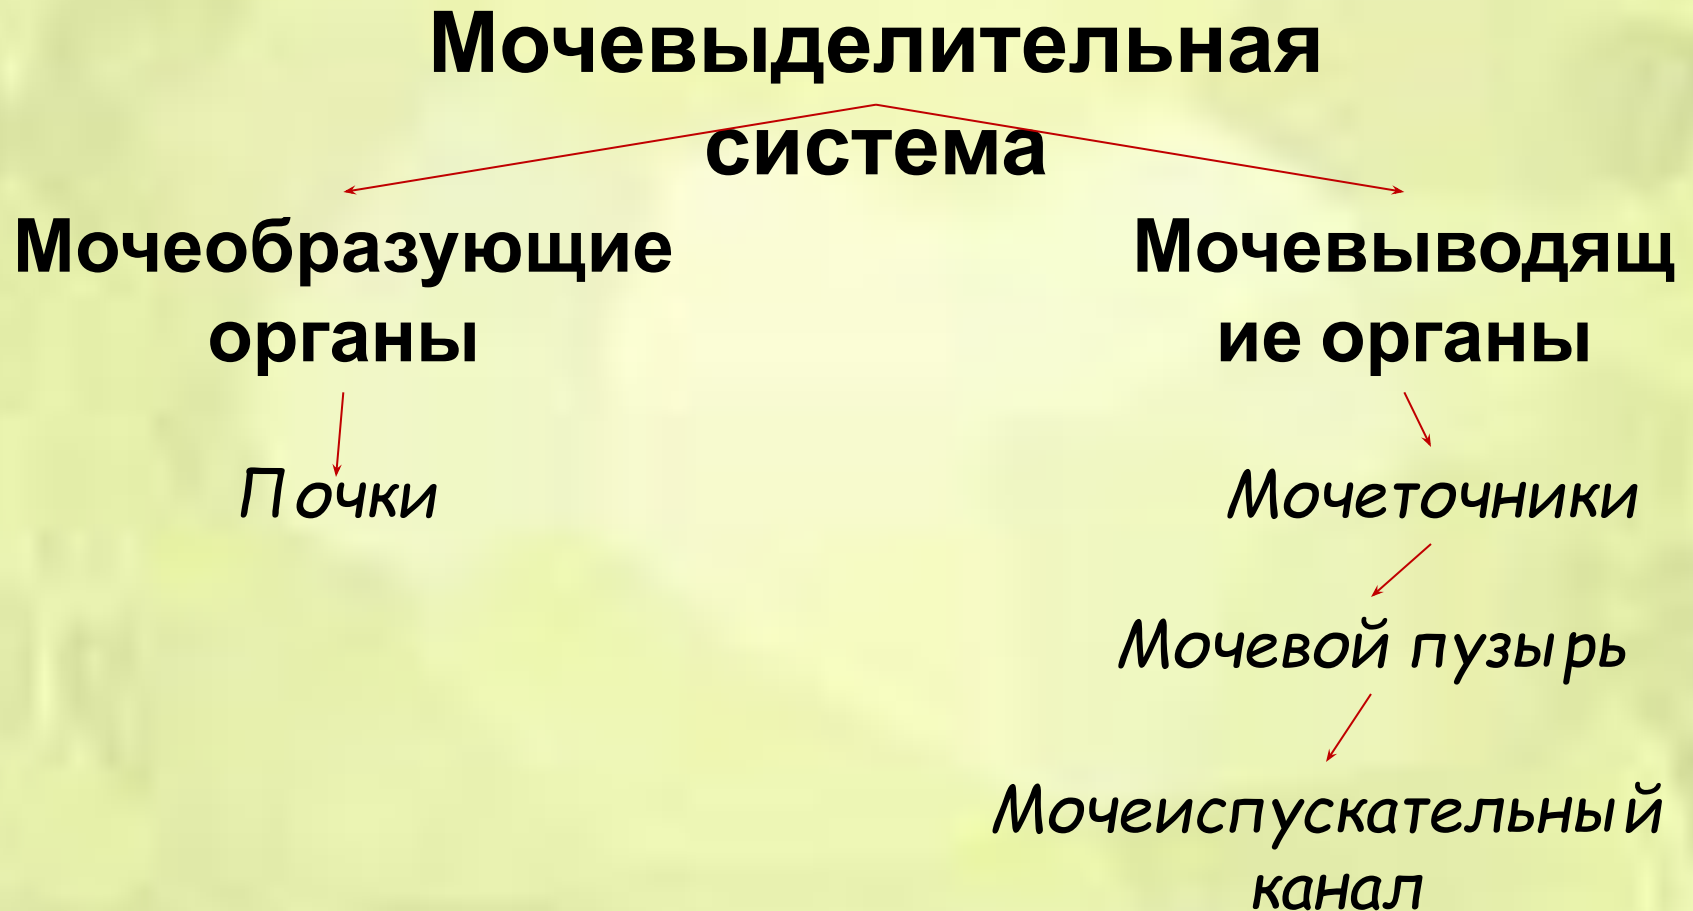 Мочевыделительная
система
Мочеобразующие
органы
Мочевыводящ
ие органы
Почки
Мочеточники
Мочевой пузырь
Мочеиспускательный
канал